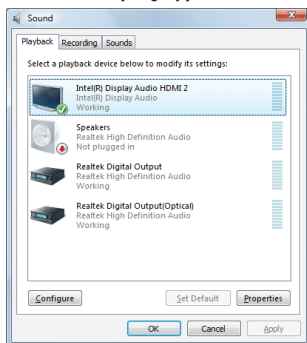 Sound
Playback
Recording
Sounds
Select a playback device below to modify its settings:
Intel(R) Display Audio HDMI 2
Intel(R) Display Audio
Working
Speakers
Realtek High Definition Audio
Not plugged in
Realtek Digital Output
Realtek High Definition Audio
Working
Realtek Digital Output(Optical)
Realtek High Definition Audio
Working
Configure
Set Default
Properties
OK
Cancel
Apply